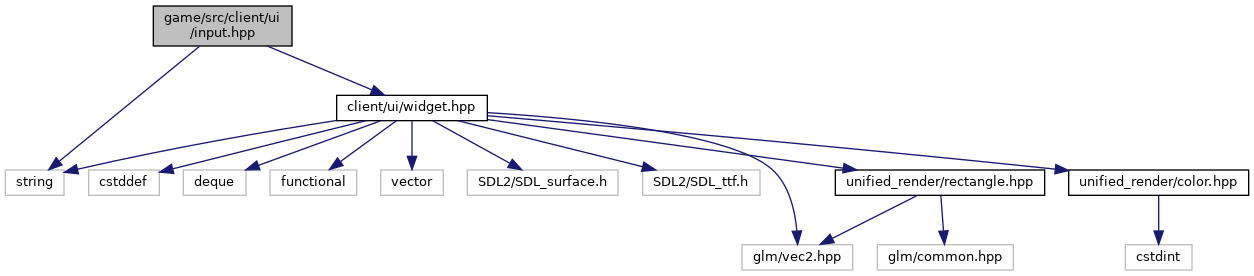 game/src/client/ui
/input.hpp
client/ui/widget.hpp
string
cstddef
deque
functional
vector
SDL2/SDL_surface.h
SDL2/SDL_ttf.h
unified_render/rectangle.hpp
unified_render/color.hpp
glm/vec2.hpp
glm/common.hpp
cstdint